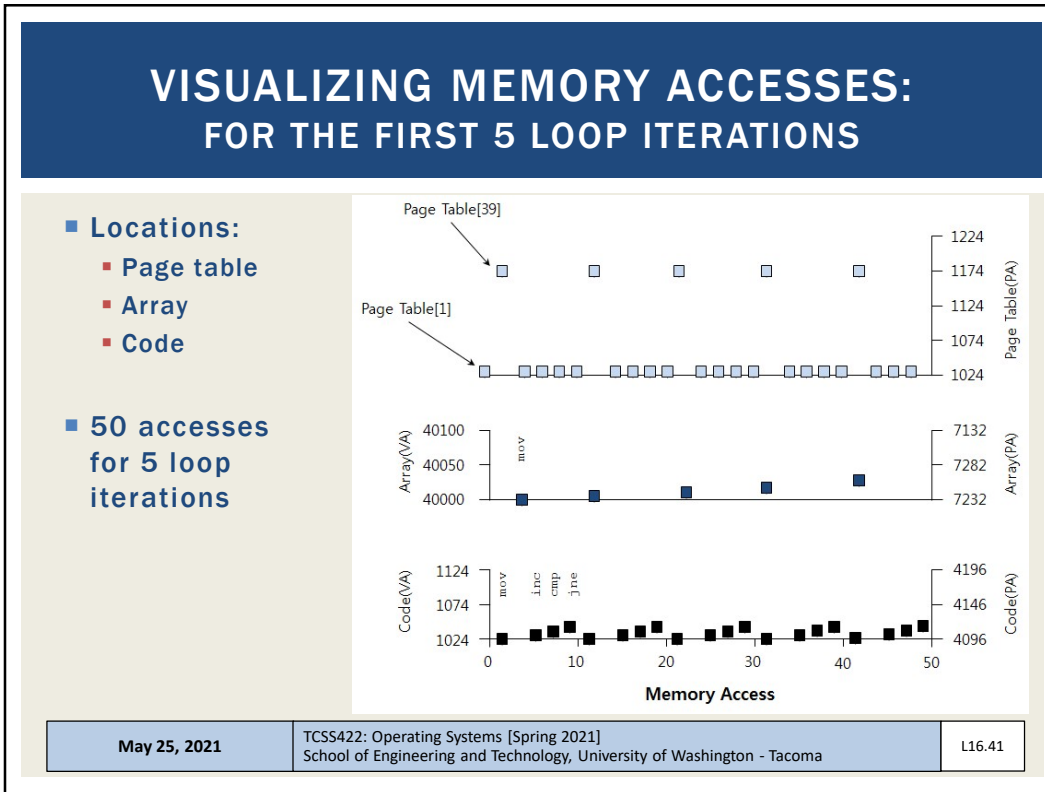 VISUALIZING MEMORY ACCESSES:
FOR THE FIRST 5 LOOP ITERATIONS
Locations:
Page table
Array
Code
50 accesses
for 5 loop
iterations
Page Table[39]
Page Table[1]
1224
1174
1124
1074
1024
Page Table(PA)
Array(VA)
40100
40050
40000
mov
7132
7282
7232
Array(PA)
Code(VA)
1124
1074
1024
mov
inc
cmp
jne
4196
4146
4096
Code(PA)
0 10 20 30 40 50
Memory Access
May 25, 2021
TCSS422: Operating Systems [Spring 2021]
School of Engineering and Technology, University of Washington - Tacoma
L16.41